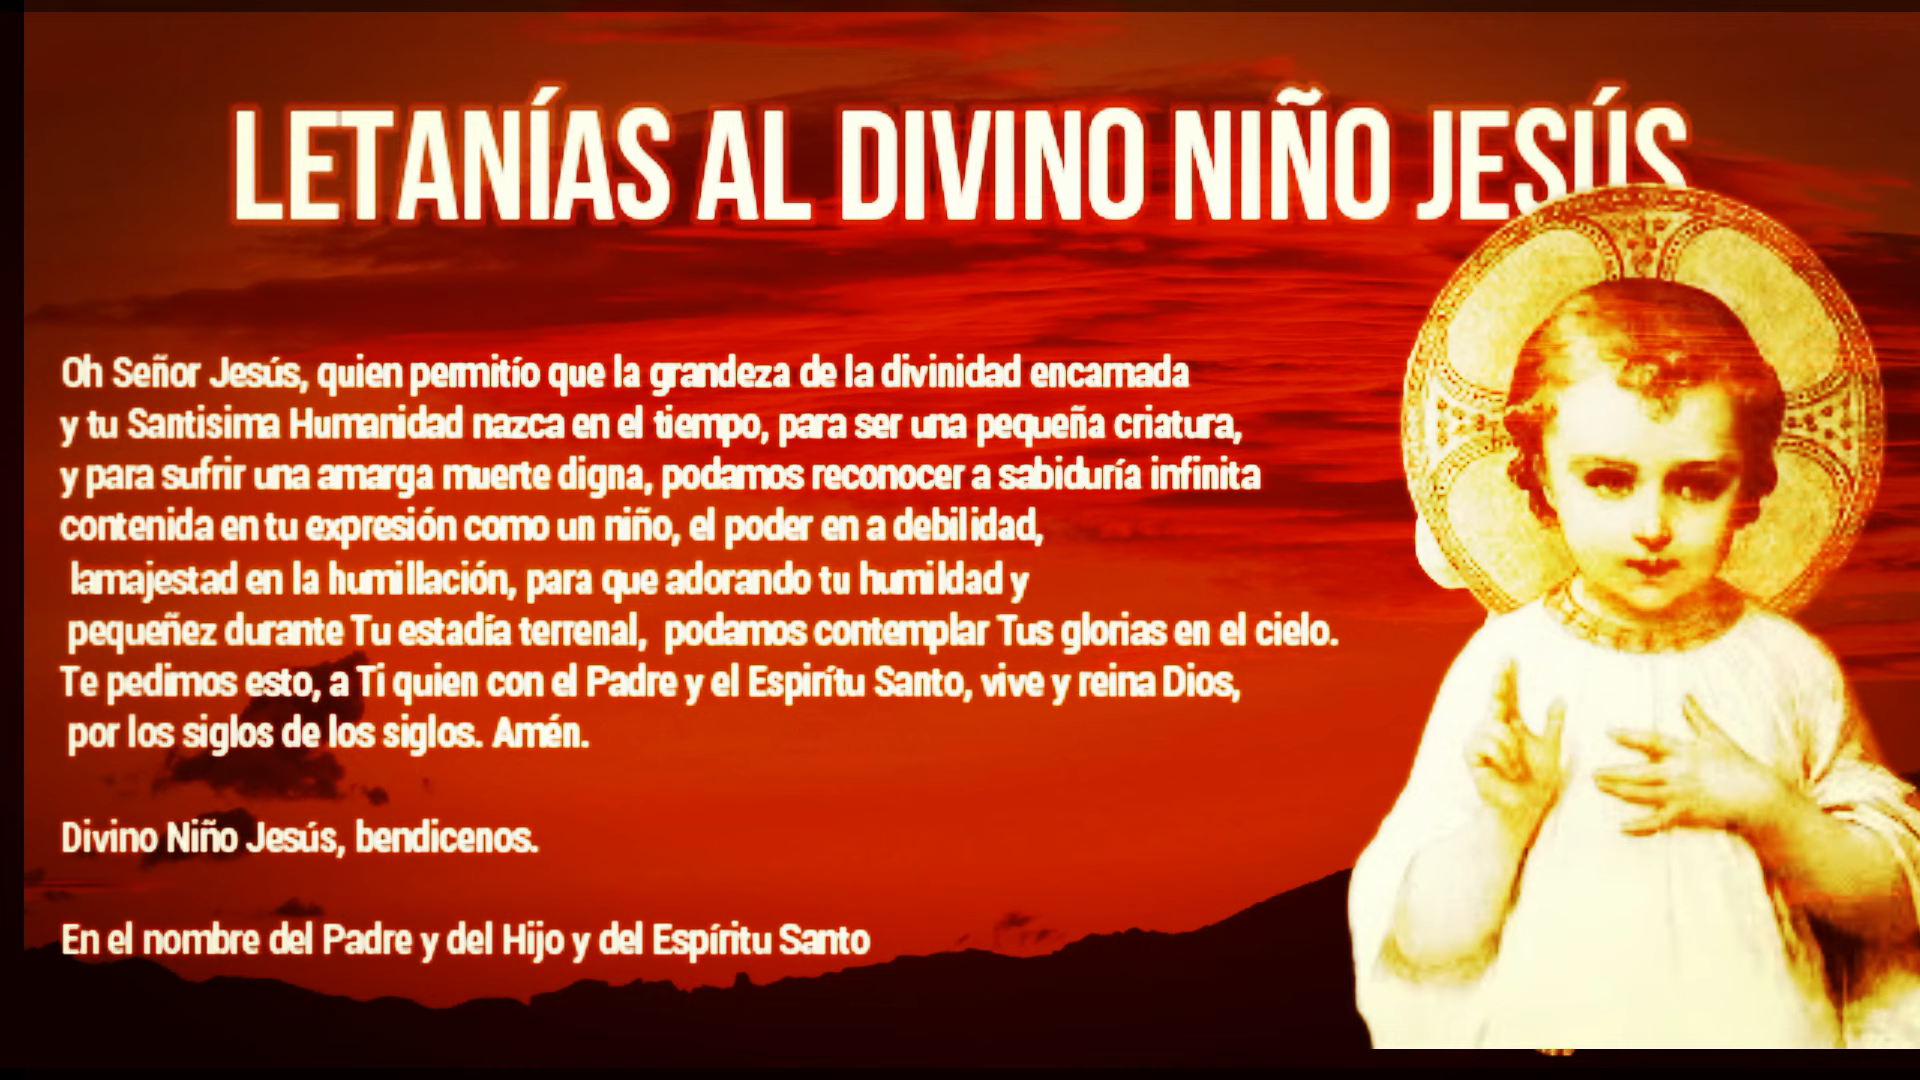 LETANÍAS AL DIVINO NIÑO JESÚS
Oh Señor Jesús, quien permitío que la grandeza de la divinidad encarnada
y tu Santisima Humanidad nazca en el tiempo, para ser una pequeña criatura,
y para sufrir una amarga muerte digna, podamos reconocer a sabiduría infinita
contenida en tu expresión como un niño, el poder en a debilidad,
lamajestad en la humillación, para que adorando tu humildad y
pequeñez durante Tu estadía terrenal, podamos contemplar Tus glorias en el cielo.
Te pedimos esto, a Ti quien con el Padre y el Espirítu Santo, vive y reina Dios,
por los siglos de los siglos. Amén.
Divino Niño Jesús, bendicenos.
En el nombre del Padre y del Hijo y del Espíritu Santo